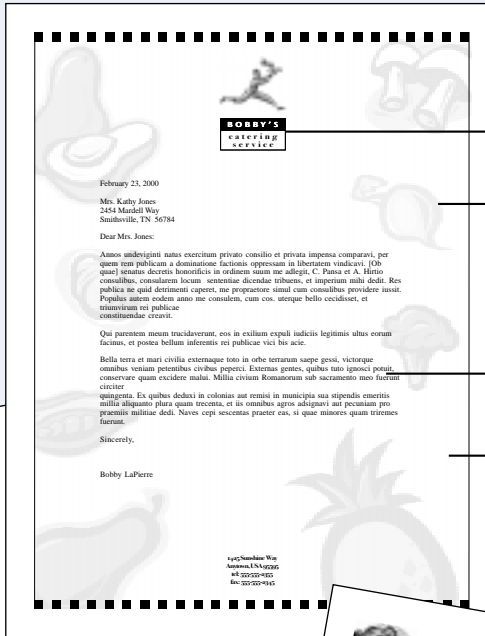 BOBBY'S
catering
service
February 23, 2000
Mrs. Kathy Jones
2454 Mardell Way
Smithsville, TN 56784
Dear Mrs. Jones:
Annos undeviginti natus exercitum privato consilio et privata impensa comparavi, per
quem rem publicam a dominatione factionis oppressam in libertatem vindicavi. [Ob
quae] senatus decretis honorificis in ordinem suum me adlegit, C. Pansa et A. Hirtio
consulibus, consularem locum sententiae dicendae tribuens, et imperium mihi dedit. Res
publica ne quid detrimenti caperet, me propraetore simul cum consulibus providere iussit.
Populus autem eodem anno me consulem, cum cos. uterque bello cecidisset, et
triumvirum rei publicae
constituendae creavit.
Qui parentem meum trucidaverunt, eos in exilium expuli iudiciis legitimis ultus eorum
facinus, et postea bellum inferentis rei publicae vici bis acie.
Bella terra et mari civilia externaque toto in orbe terrarum saepe gessi, victorque
omnibus veniam petentibus civibus peperci. Externas gentes, quibus tuto ignosci potuit,
conservare quam excidere malui. Millia civium Romanorum sub sacramento meo fuerunt
circiter
quingenta. Ex quibus deduxi in colonias aut remisi in municipia sua stipendis emeritis
millia aliquanto plura quam trecenta, et iis omnibus agros adsignavi aut pecuniam pro
praemiis militiae dedi. Naves cepi sescentas praeter eas, si quae minores quam triremes
fuerunt.
Sincerely,
Bobby LaPierre
1425 Sunshine Way
Anytown, USA 95595
tel: 555-555-2355
fax: 555-555-2345